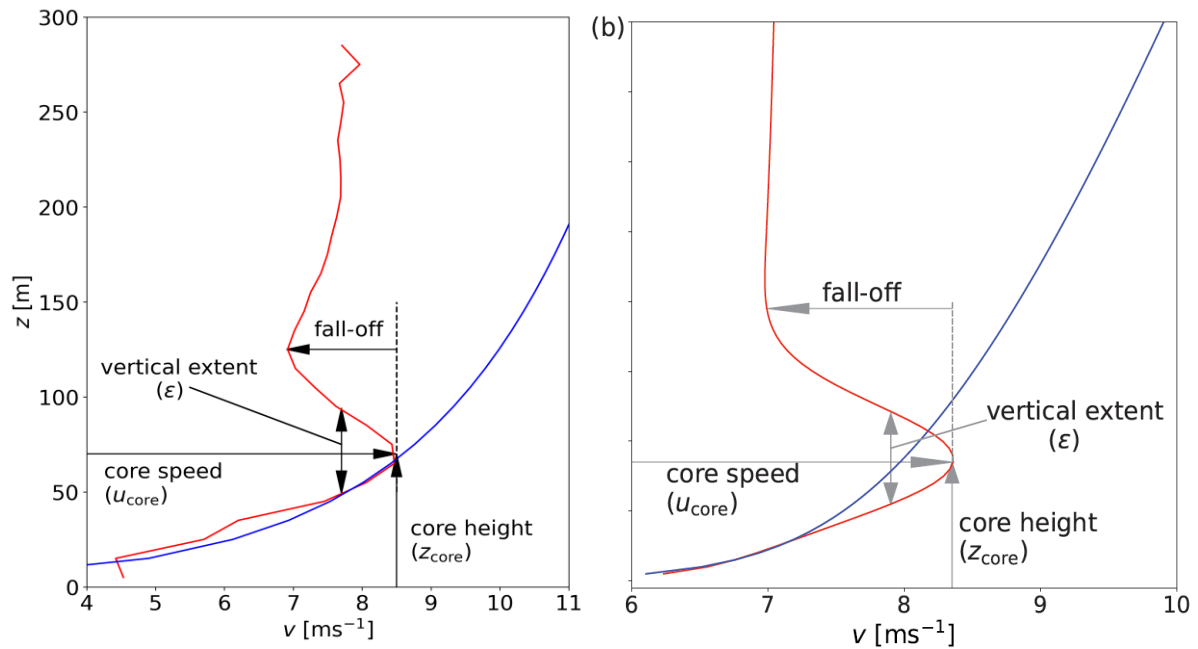 300
250
200
150
100
50
0
z [m]
fall-off
vertical extent
(ε)
core speed
(u_core)
core height
(z_core)
4 5 6 7 8 9 10 11
v [ms⁻¹]
(b)
fall-off
vertical extent
(ε)
core speed
(u_core)
core height
(z_core)
6 7 8 9 10
v [ms⁻¹]